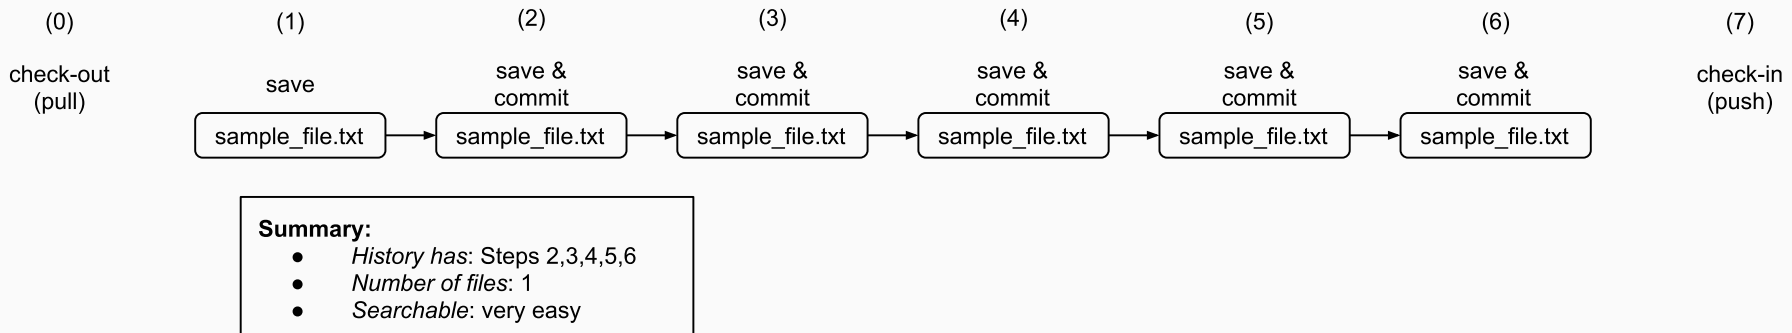 (0)
(1)
(2)
(3)
(4)
(5)
(6)
(7)
check-out
(pull)
save
save &
commit
save &
commit
save &
commit
save &
commit
save &
commit
check-in
(push)
sample_file.txt
sample_file.txt
sample_file.txt
sample_file.txt
sample_file.txt
sample_file.txt
Summary:
● History has: Steps 2,3,4,5,6
● Number of files: 1
● Searchable: very easy